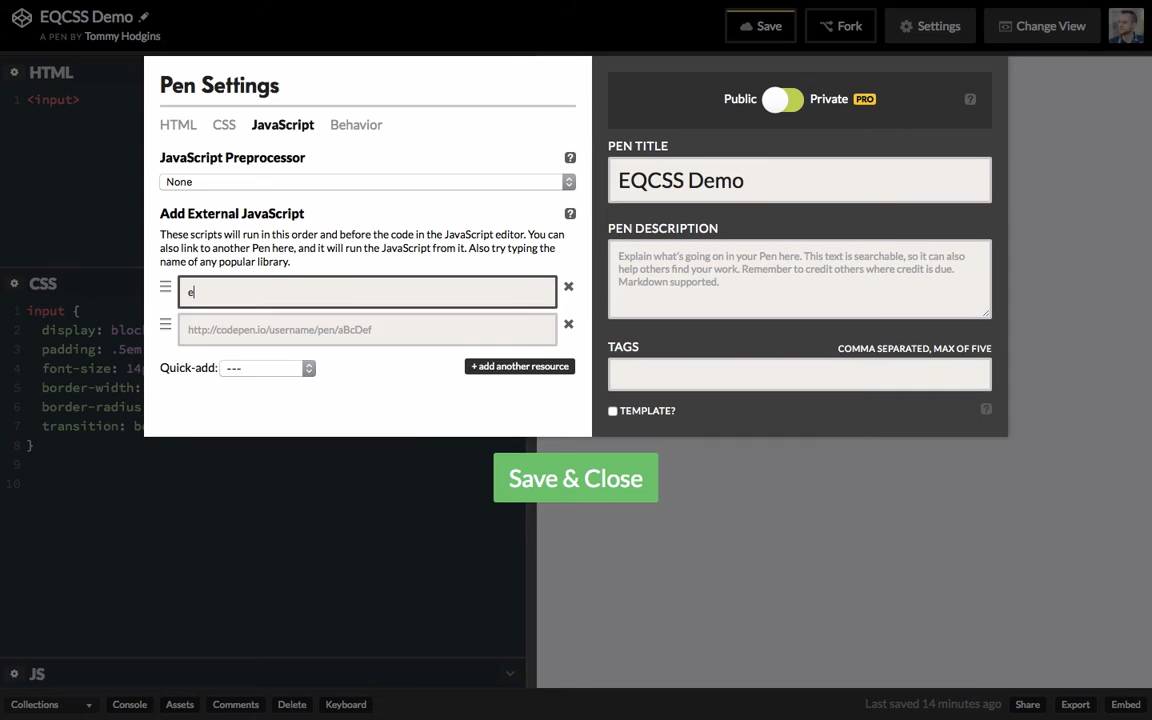 EQCSS Demo
A PEN BY Tommy Hodgins
Save
Fork
Settings
Change View
HTML
1 <input>
CSS
1 input {
2 display: bloc
3 padding: .5em
4 font-size: 14
5 border-width:
6 border-radius
7 transition: b
8 }
9
10
JS
Pen Settings
HTML CSS JavaScript Behavior
JavaScript Preprocessor ?
None
Add External JavaScript ?
These scripts will run in this order and before the code in the JavaScript editor. You can
also link to another Pen here, and it will run the JavaScript from it. Also try typing the
name of any popular library.
e
http://codepen.io/username/pen/aBcDef
Quick-add: ---
+ add another resource
Public Private PRO ?
PEN TITLE
EQCSS Demo
PEN DESCRIPTION
Explain what's going on in your Pen here. This text is searchable, so it can also
help others find your work. Remember to credit others where credit is due.
Markdown supported.
TAGS COMMA SEPARATED, MAX OF FIVE
TEMPLATE? ?
Save & Close
Collections Console Assets Comments Delete Keyboard Last saved 14 minutes ago Share Export Embed